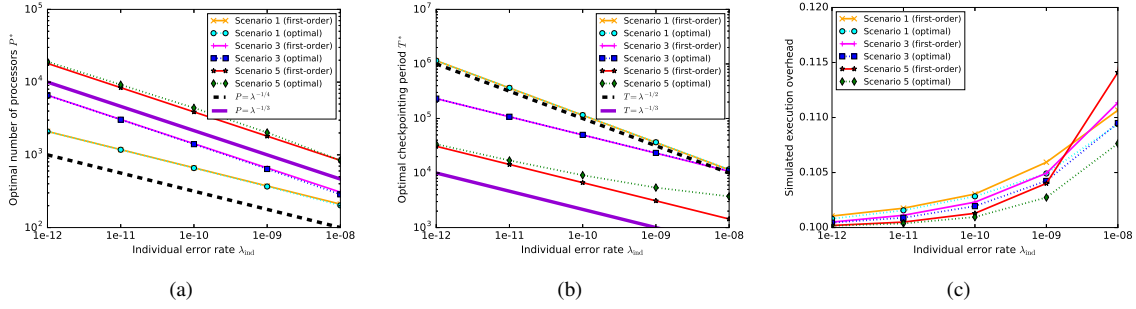 10^5
10^4
10^3
10^2
Optimal number of processors P*
Scenario 1 (first-order)
Scenario 1 (optimal)
Scenario 3 (first-order)
Scenario 3 (optimal)
Scenario 5 (first-order)
Scenario 5 (optimal)
P = λ^{-1/4}
P = λ^{-1/3}
1e-12 1e-11 1e-10 1e-09 1e-08
Individual error rate λ_ind
(a)
10^7
10^6
10^5
10^4
10^3
Optimal checkpointing period T*
Scenario 1 (first-order)
Scenario 1 (optimal)
Scenario 3 (first-order)
Scenario 3 (optimal)
Scenario 5 (first-order)
Scenario 5 (optimal)
T = λ^{-1/2}
T = λ^{-1/3}
1e-12 1e-11 1e-10 1e-09 1e-08
Individual error rate λ_ind
(b)
0.120
0.115
0.110
0.105
0.100
Simulated execution overhead
Scenario 1 (first-order)
Scenario 1 (optimal)
Scenario 3 (first-order)
Scenario 3 (optimal)
Scenario 5 (first-order)
Scenario 5 (optimal)
1e-12 1e-11 1e-10 1e-09 1e-08
Individual error rate λ_ind
(c)